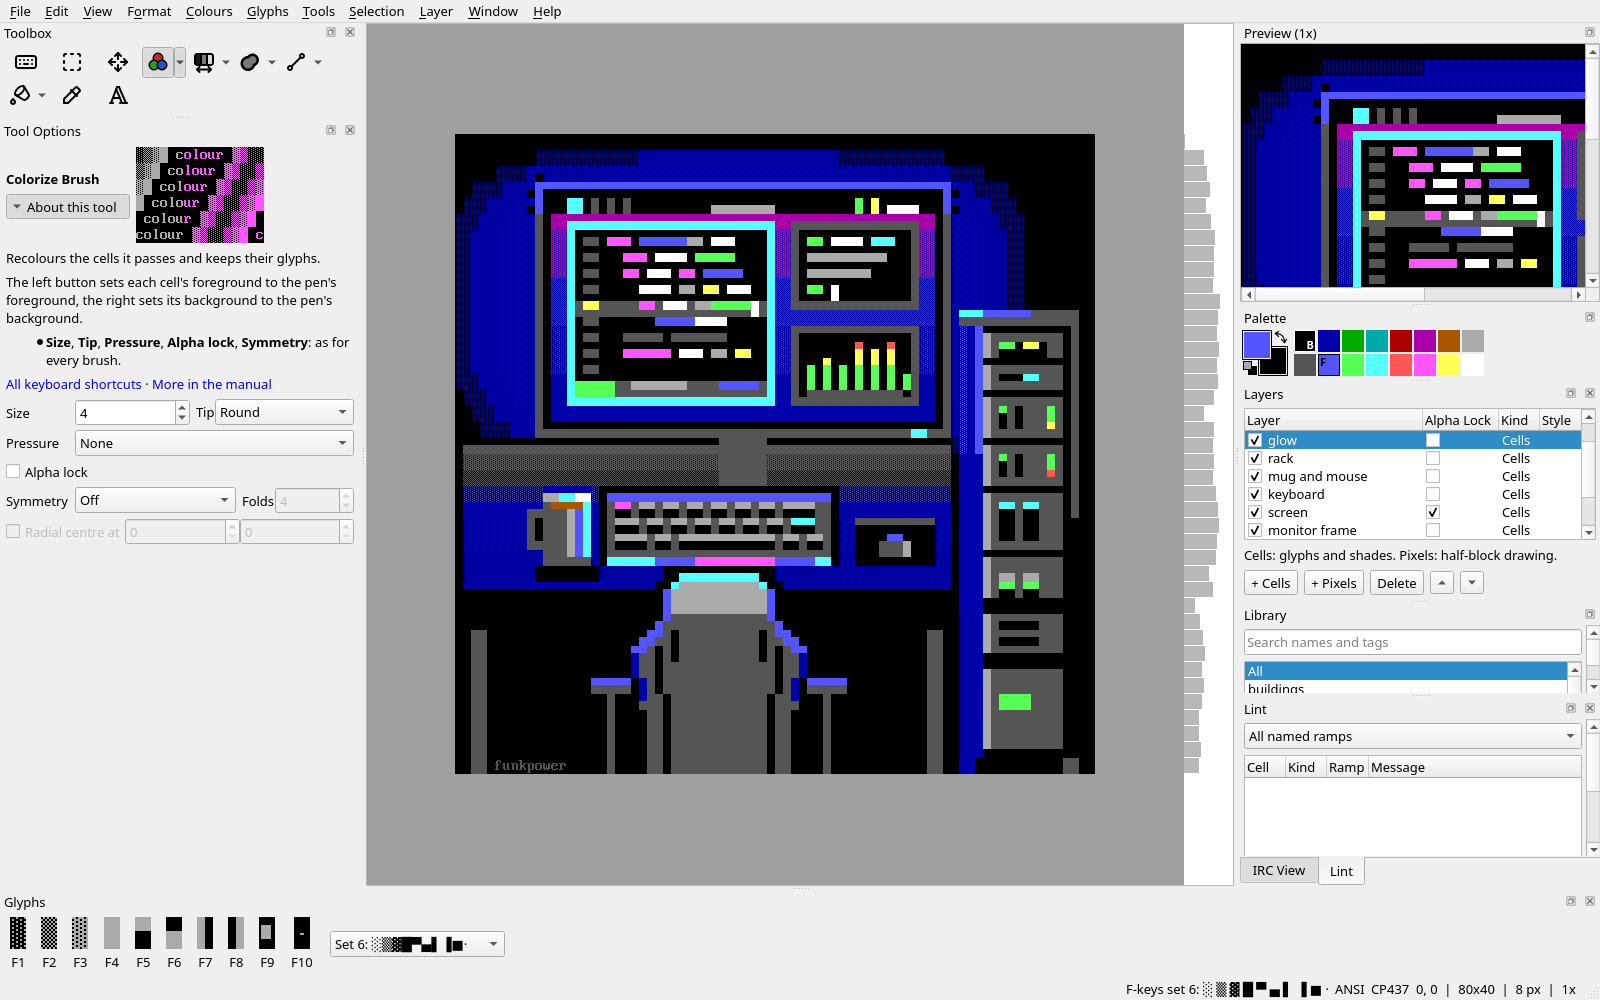 File Edit View Format Colours Glyphs Tools Selection Layer Window Help
Toolbox
Tool Options
Colorize Brush
About this tool
colour
colour
colour
colour
colour
colour c
Recolours the cells it passes and keeps their glyphs.
The left button sets each cell's foreground to the pen's
foreground, the right sets its background to the pen's
background.
• Size, Tip, Pressure, Alpha lock, Symmetry: as for
every brush.
All keyboard shortcuts · More in the manual
Size 4 Tip Round
Pressure None
Alpha lock
Symmetry Off Folds 4
Radial centre at 0 0
funkpower
Preview (1x)
Palette
B
F
Layers
Layer Alpha Lock Kind Style
glow Cells
rack Cells
mug and mouse Cells
keyboard Cells
screen Cells
monitor frame Cells
Cells: glyphs and shades. Pixels: half-block drawing.
+ Cells + Pixels Delete
Library
Search names and tags
All
buildings
Lint
All named ramps
Cell Kind Ramp Message
IRC View Lint
Glyphs
F1 F2 F3 F4 F5 F6 F7 F8 F9 F10
Set 6: ░▒▓█▀▄▌▐■·
F-keys set 6: ░▒▓█▀▄▌▐■· ANSI CP437 0, 0 | 80x40 | 8 px | 1x